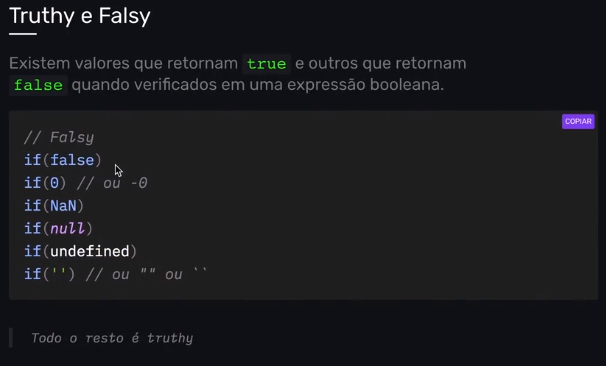 Truthy e Falsy
Existem valores que retornam true e outros que retornam
false quando verificados em uma expressão booleana.
COPIAR
// Falsy
if(false)
if(0) // ou -0
if(NaN)
if(null)
if(undefined)
if('') // ou "" ou ``
Todo o resto é truthy